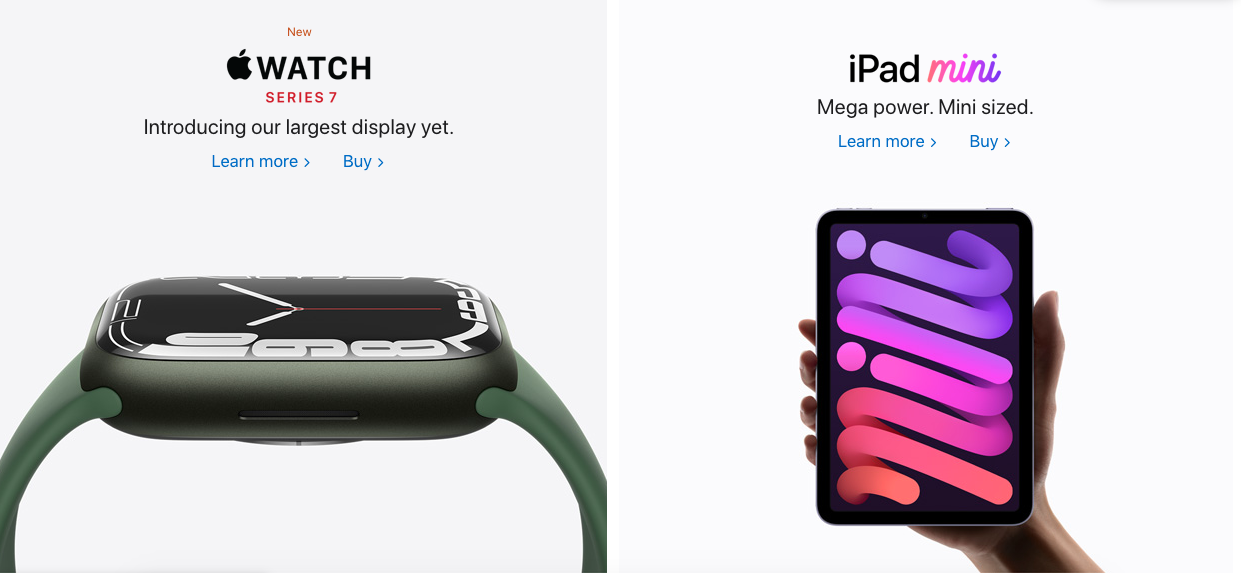 New
WATCH
SERIES 7
Introducing our largest display yet.
Learn more >
Buy >
iPad mini
Mega power. Mini sized.
Learn more >
Buy >